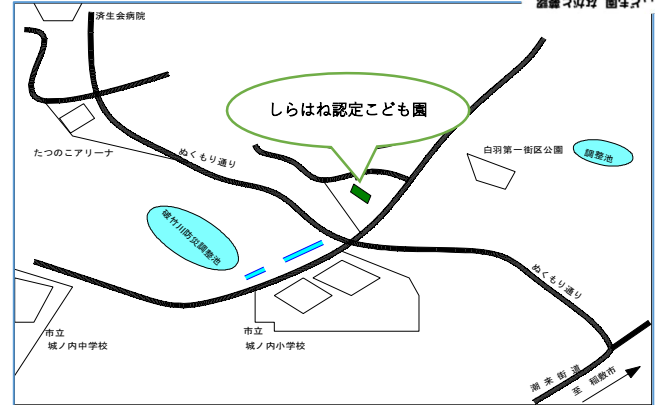 済生会病院
しらはね認定こども園
たつのこアリーナ
ぬくもり通り
白羽第一街区公園
調整池
破竹川防災調整池
ぬくもり通り
市立
城ノ内中学校
市立
城ノ内小学校
潮来街道
至 稲敷市